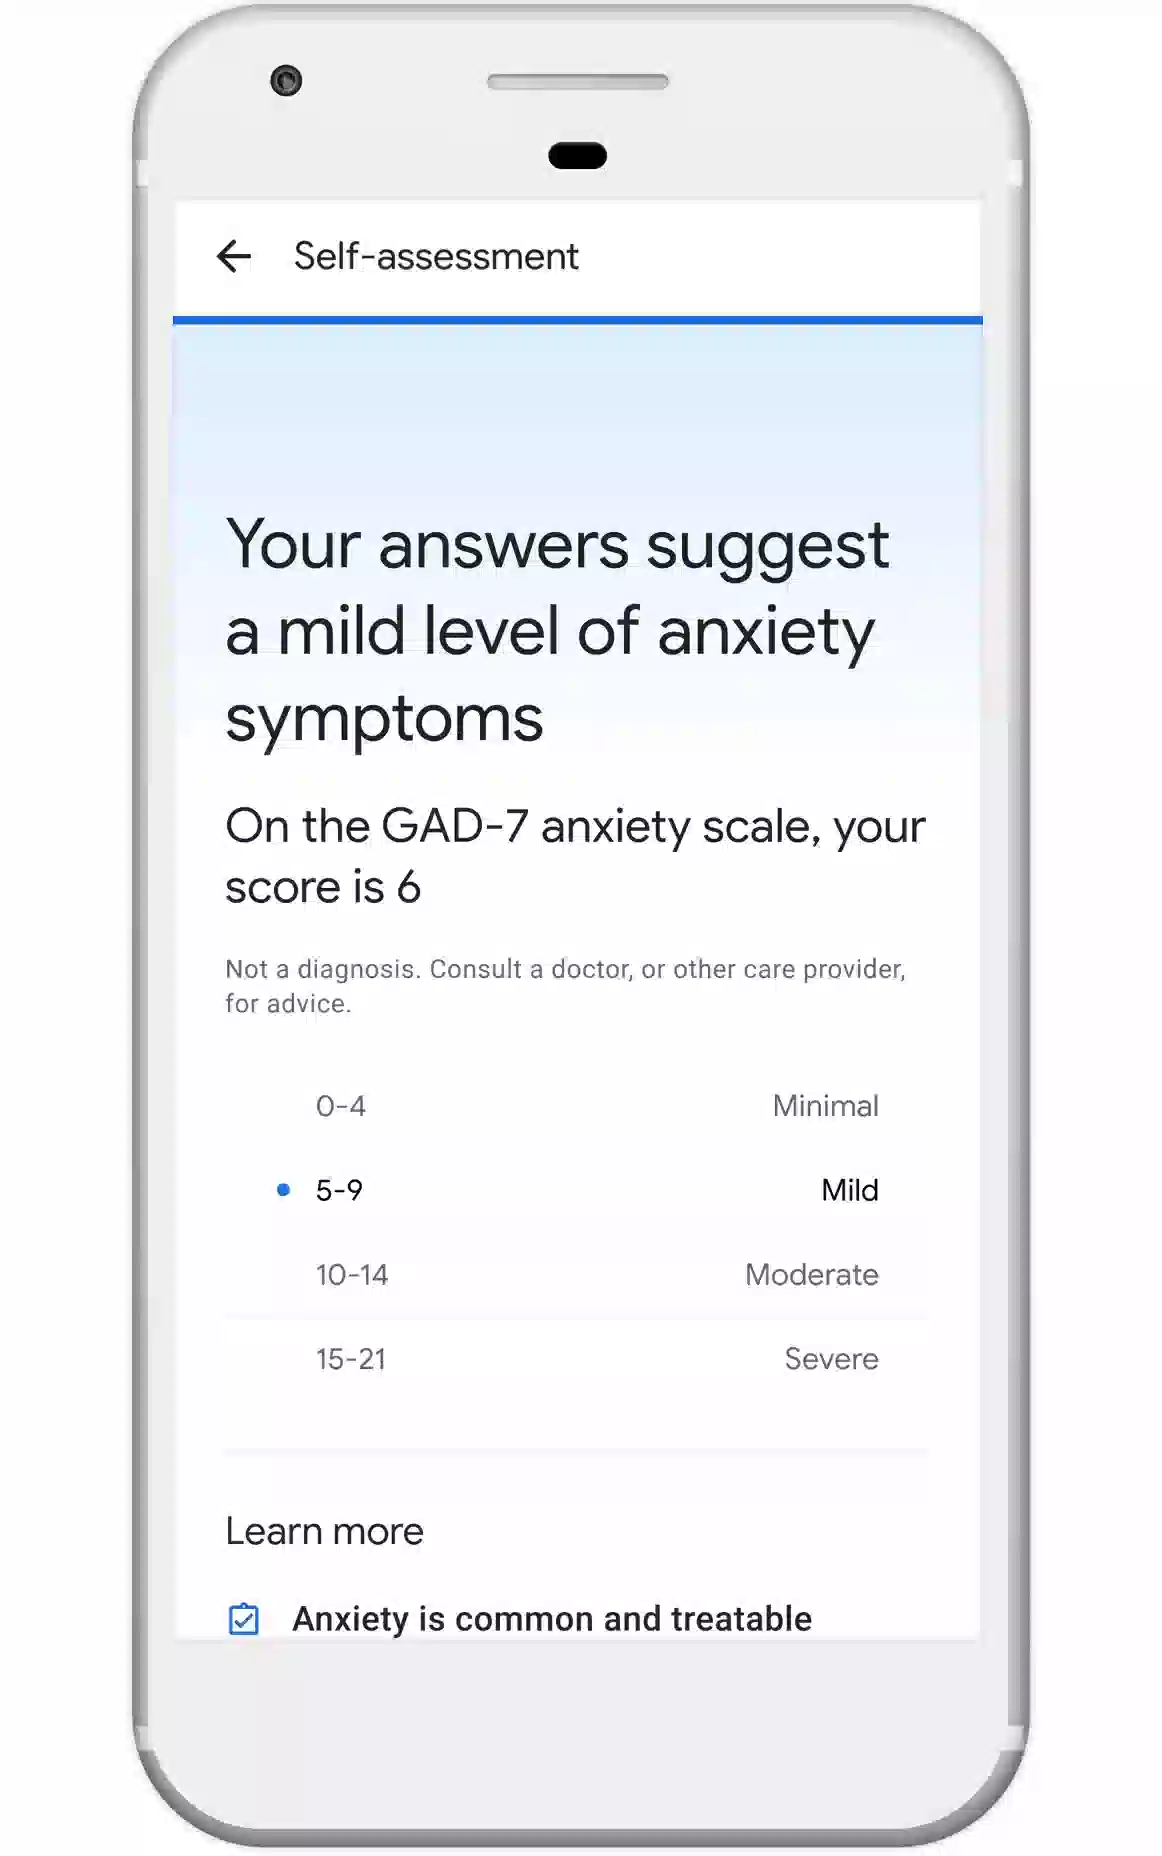 Self-assessment
Your answers suggest
a mild level of anxiety
symptoms
On the GAD-7 anxiety scale, your
score is 6
Not a diagnosis. Consult a doctor, or other care provider,
for advice.
0-4 Minimal
5-9 Mild
10-14 Moderate
15-21 Severe
Learn more
Anxiety is common and treatable